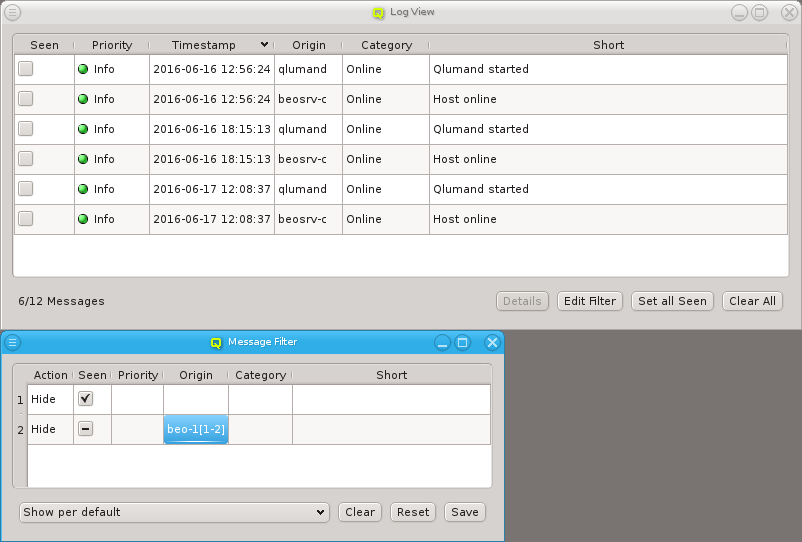 Log View
Seen Priority Timestamp Origin Category Short
Info 2016-06-16 12:56:24 qlumand Online Qlumand started
Info 2016-06-16 12:56:24 beosrv-c Online Host online
Info 2016-06-16 18:15:13 qlumand Online Qlumand started
Info 2016-06-16 18:15:13 beosrv-c Online Host online
Info 2016-06-17 12:08:37 qlumand Online Qlumand started
Info 2016-06-17 12:08:37 beosrv-c Online Host online
6/12 Messages Details Edit Filter Set all Seen Clear All
Message Filter
Action Seen Priority Origin Category Short
1 Hide
2 Hide beo-1[1-2]
Show per default Clear Reset Save